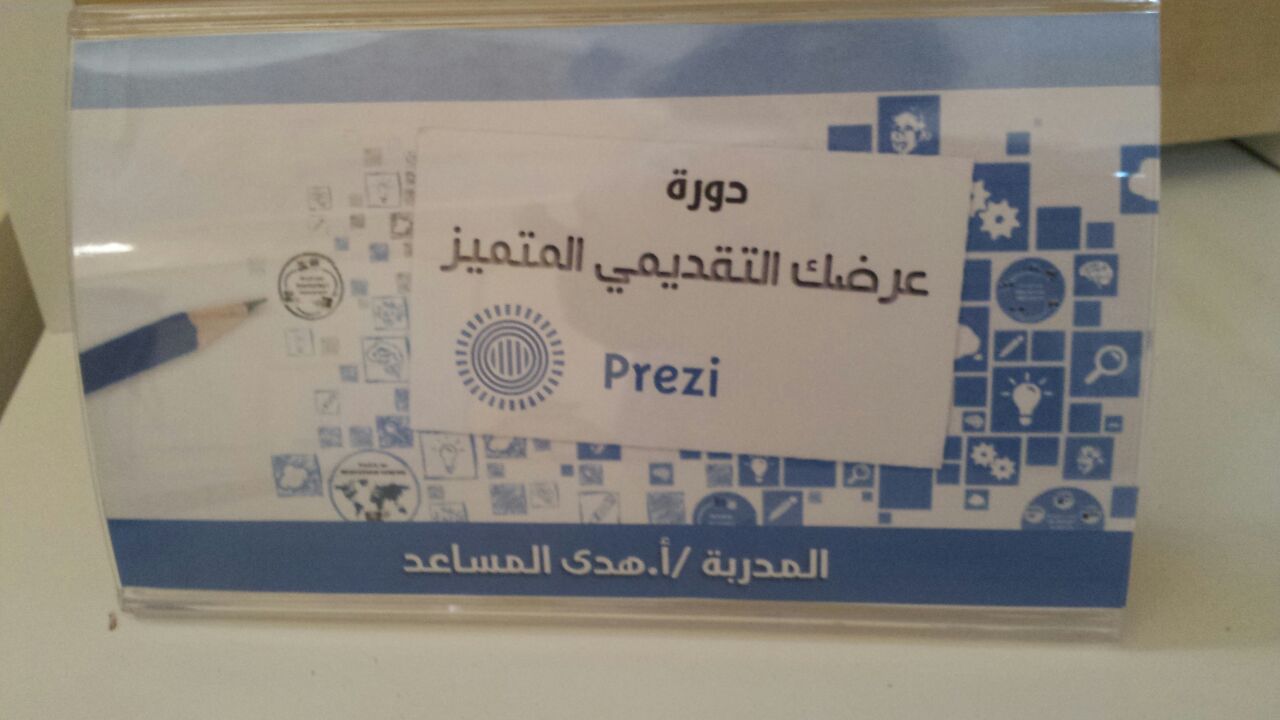 دورة
عرضك التقديمي المتميز
Prezi
المدربة /أ.هدى المساعد